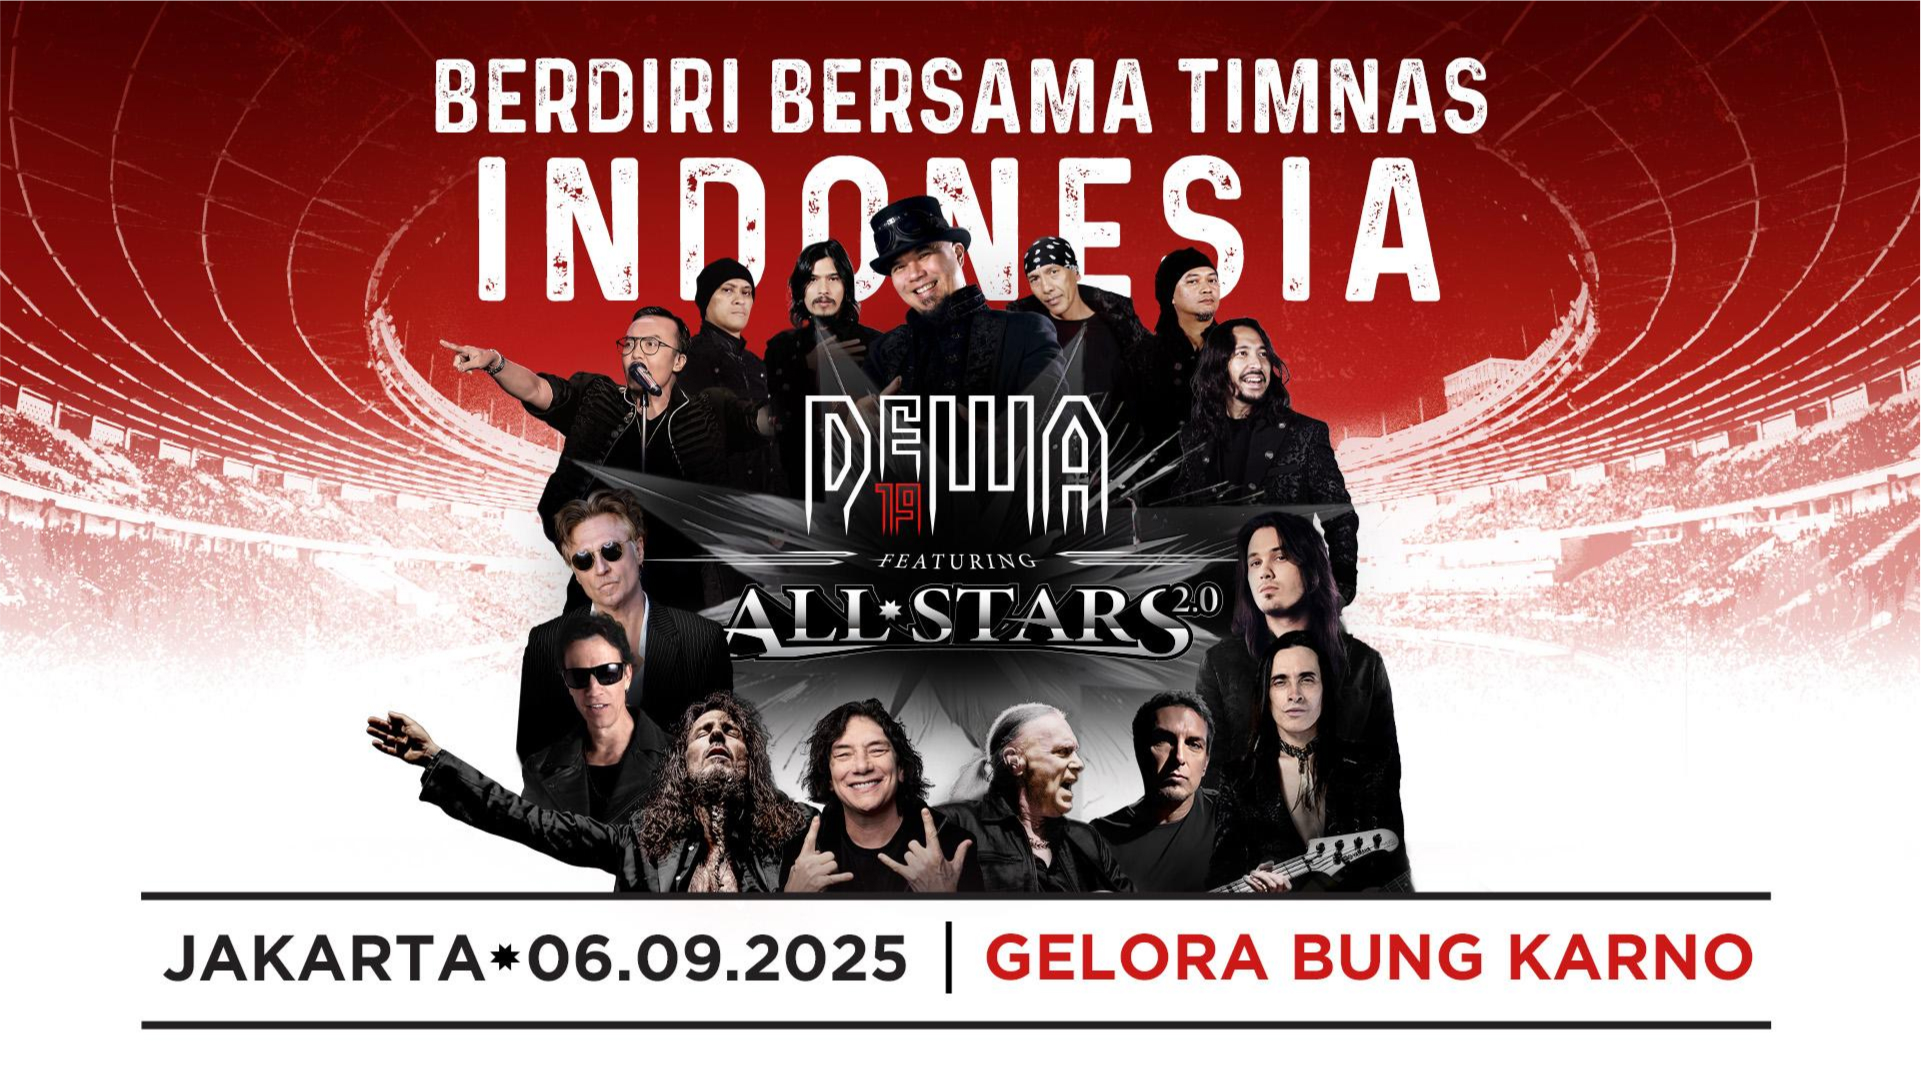 BERDIRI BERSAMA TIMNAS
INDONESIA
DEWA
19
FEATURING
ALL STARS 2.0
JAKARTA 06.09.2025 | GELORA BUNG KARNO